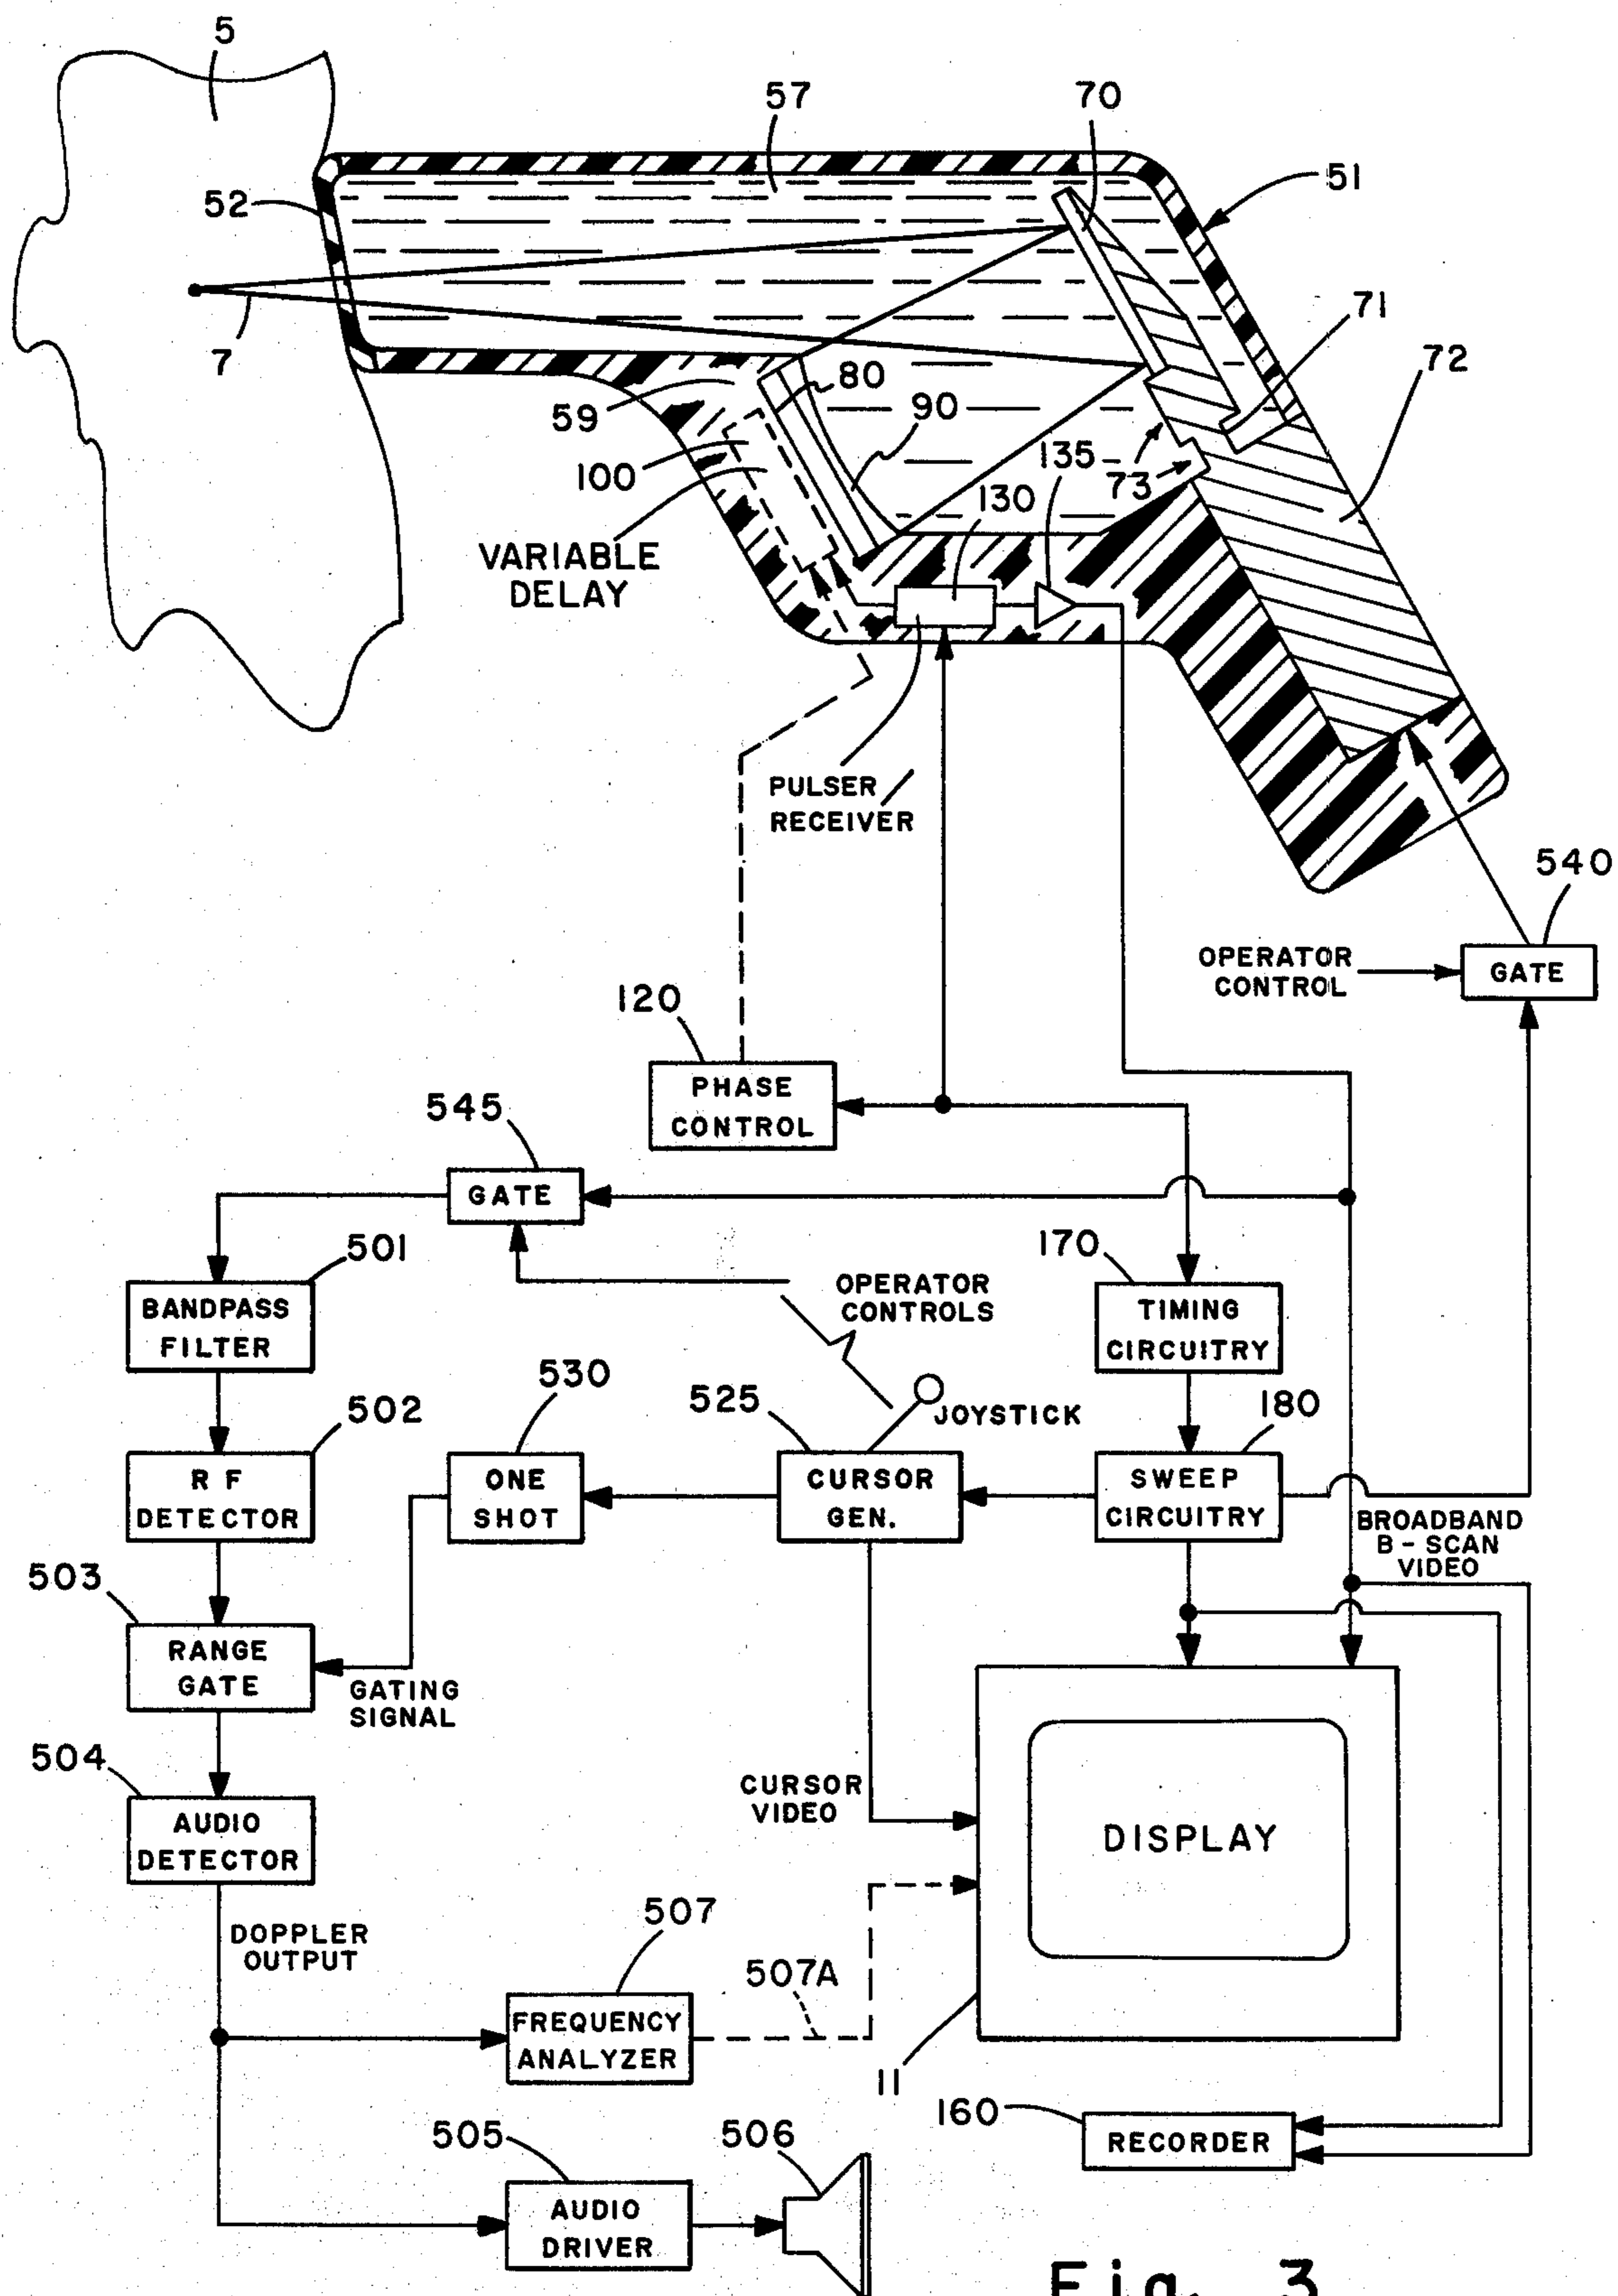 5
57
70
51
52
71
7
72
80
59
90
135
100
73
130
VARIABLE
DELAY
PULSER
RECEIVER
540
OPERATOR
CONTROL
GATE
120
PHASE
CONTROL
545
GATE
501
170
BANDPASS
FILTER
OPERATOR
CONTROLS
TIMING
CIRCUITRY
530
525
JOYSTICK
180
502
R F
DETECTOR
ONE
SHOT
CURSOR
GEN.
SWEEP
CIRCUITRY
BROADBAND
B - SCAN
VIDEO
503
RANGE
GATE
GATING
SIGNAL
504
CURSOR
VIDEO
AUDIO
DETECTOR
DISPLAY
DOPPLER
OUTPUT
507
507A
FREQUENCY
ANALYZER
11
160
RECORDER
505
506
AUDIO
DRIVER
Fig. 3